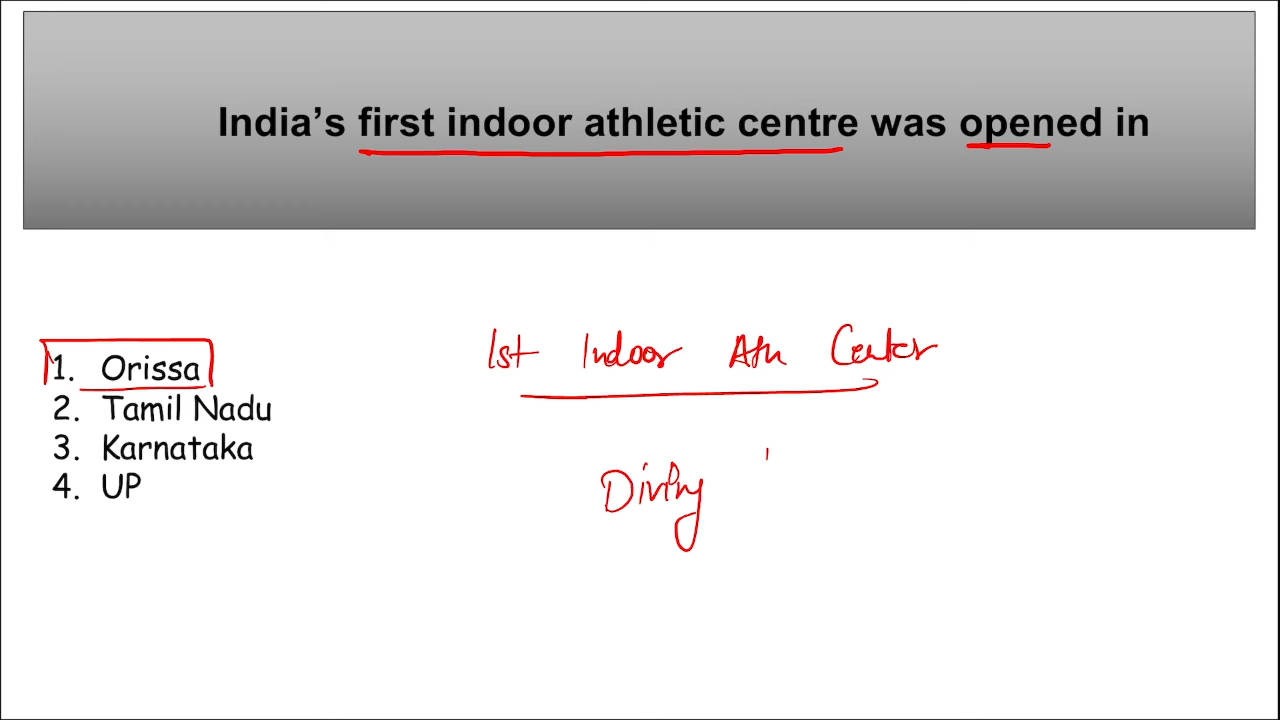 India’s first indoor athletic centre was opened in
1. Orissa
2. Tamil Nadu
3. Karnataka
4. UP
1st Indoor Ath Center
Diving